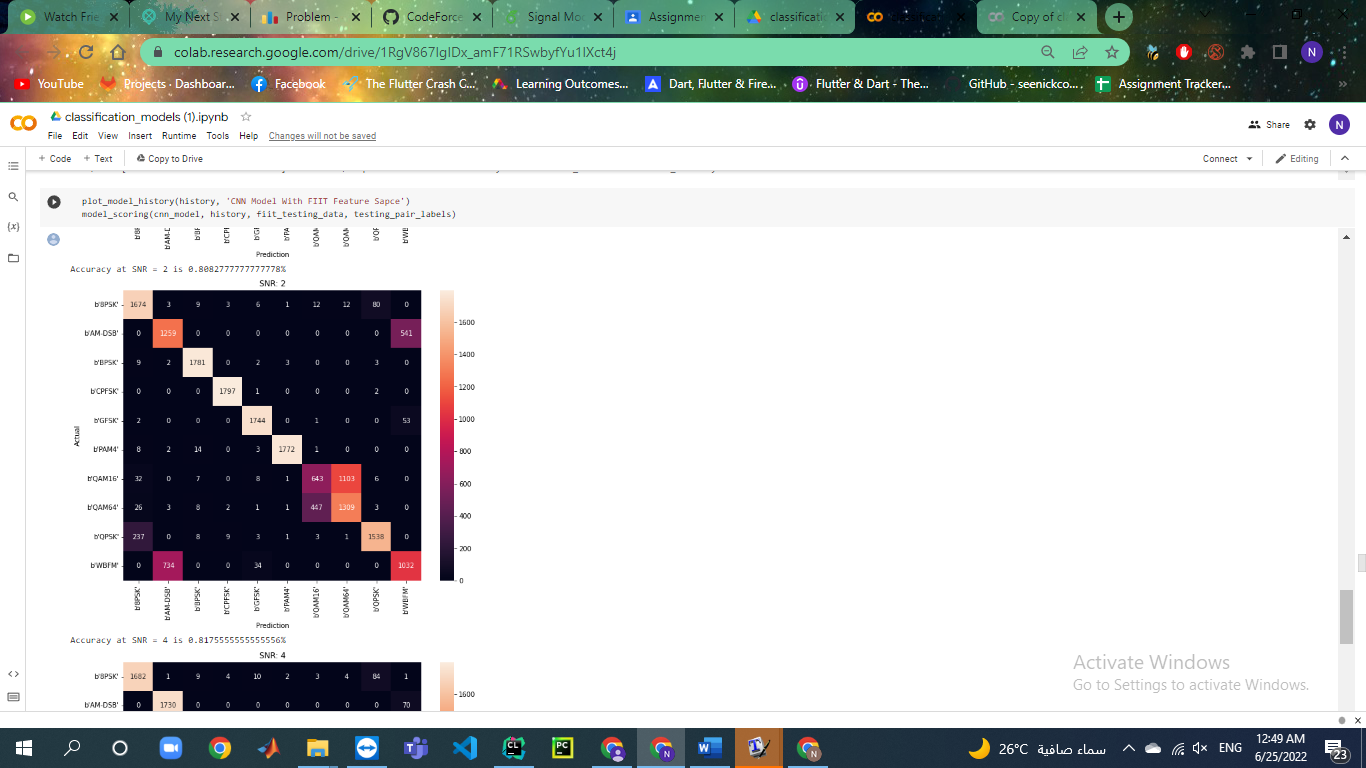 Watch Frie
My Next S
Problem -
CodeForce
Signal Mod
Assignmen
classificatio
Copy of cl
colab.research.google.com/drive/1RgV867IgIDx_amF71RSwbyfYu1IXct4j
N
YouTube
Projects · Dashboar...
Facebook
The Flutter Crash C...
Learning Outcomes...
Dart, Flutter & Fire...
Flutter & Dart - The...
GitHub - seenickco...
Assignment Tracker...
»
classification_models (1).ipynb
File Edit View Insert Runtime Tools Help Changes will not be saved
Share
N
+ Code + Text Copy to Drive
Connect
Editing
plot_model_history(history, 'CNN Model With FIIT Feature Sapce')
model_scoring(cnn_model, history, fiit_testing_data, testing_pair_labels)
Prediction
Accuracy at SNR = 2 is 0.8082777777777778%
SNR: 2
b'8PSK' 1674 3 9 3 6 1 12 12 80 0
b'AM-DSB' 0 1259 0 0 0 0 0 0 0 541
b'BPSK' 9 2 1781 0 2 3 0 0 3 0
b'CPFSK' 0 0 0 1797 1 0 0 0 2 0
b'GFSK' 2 0 0 0 1744 0 1 0 0 53
b'PAM4' 8 2 14 0 3 1772 1 0 0 0
b'QAM16' 32 0 7 0 8 1 643 1103 6 0
b'QAM64' 26 3 8 2 1 1 447 1309 3 0
b'QPSK' 237 0 8 9 3 1 3 1 1538 0
b'WBFM' 0 734 0 0 34 0 0 0 0 1032
Actual
b'8PSK' b'AM-DSB' b'BPSK' b'CPFSK' b'GFSK' b'PAM4' b'QAM16' b'QAM64' b'QPSK' b'WBFM'
Prediction
1600
1400
1200
1000
800
600
400
200
0
Accuracy at SNR = 4 is 0.8175555555555556%
SNR: 4
b'8PSK' 1682 1 9 4 10 2 3 4 84 1
b'AM-DSB' 0 1730 0 0 0 0 0 0 0 70
1600
Activate Windows
Go to Settings to activate Windows.
26°C سماء صافية
ENG
12:49 AM
6/25/2022
23